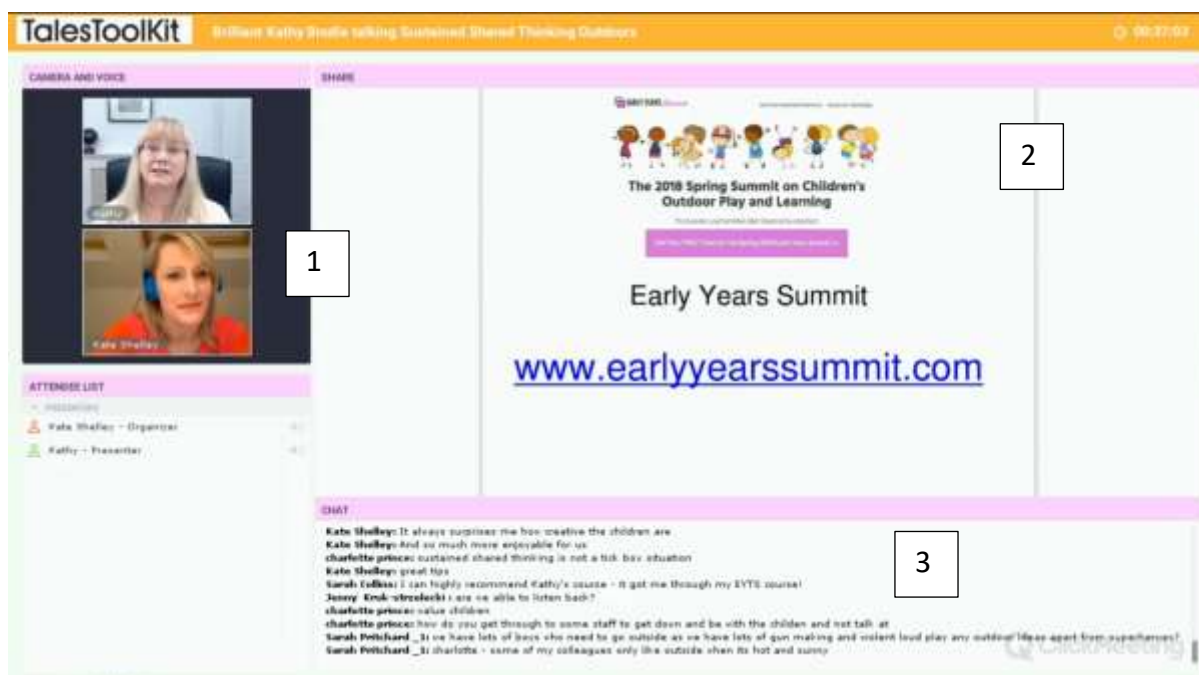 TalesToolKit
Brilliant Kathy Brodie talking Sustained Shared Thinking Outdoors
00:37:03
CAMERA AND VOICE
SHARE
Kathy
Kate Shelley
1
2
The 2018 Spring Summit on Children's
Outdoor Play and Learning
Early Years Summit
www.earlyyearssummit.com
ATTENDEE LIST
Kate Shelley - Organizer
Kathy - Presenter
CHAT
3
Kate Shelley: It always surprises me how creative the children are
Kate Shelley: And so much more enjoyable for us
charlotte prince: sustained shared thinking is not a tick box situation
Kate Shelley: great tips
Sarah Collins: I can highly recommend Kathy's course - it got me through my EYTS course!
Jenny Kruk-strzelecki: are we able to listen back?
charlotte prince: value children
charlotte prince: how do you get through to some staff to get down and be with the childen and not talk at
Sarah Pritchard _1: we have lots of boys who need to go outside as we have lots of gun making and violent loud play any outdoor ideas apart from superheroes?
Sarah Pritchard _1: charlotte - some of my colleagues only like outside when its hot and sunny
ClickMeeting